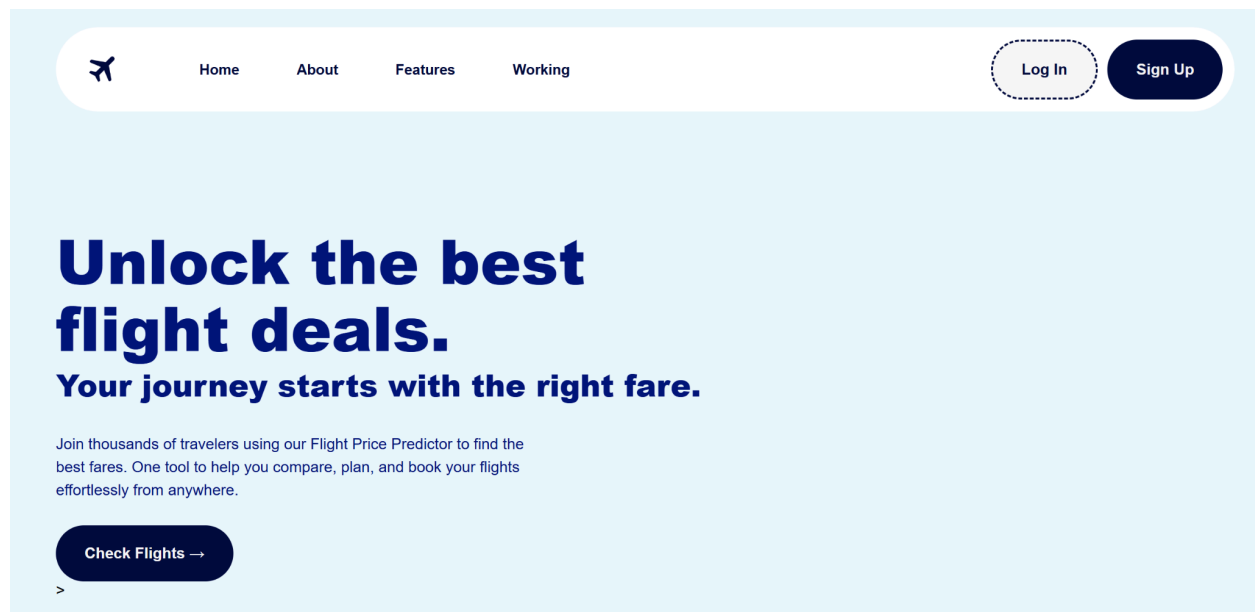 Home About Features Working Log In Sign Up
Unlock the best
flight deals.
Your journey starts with the right fare.
Join thousands of travelers using our Flight Price Predictor to find the
best fares. One tool to help you compare, plan, and book your flights
effortlessly from anywhere.
Check Flights →
>